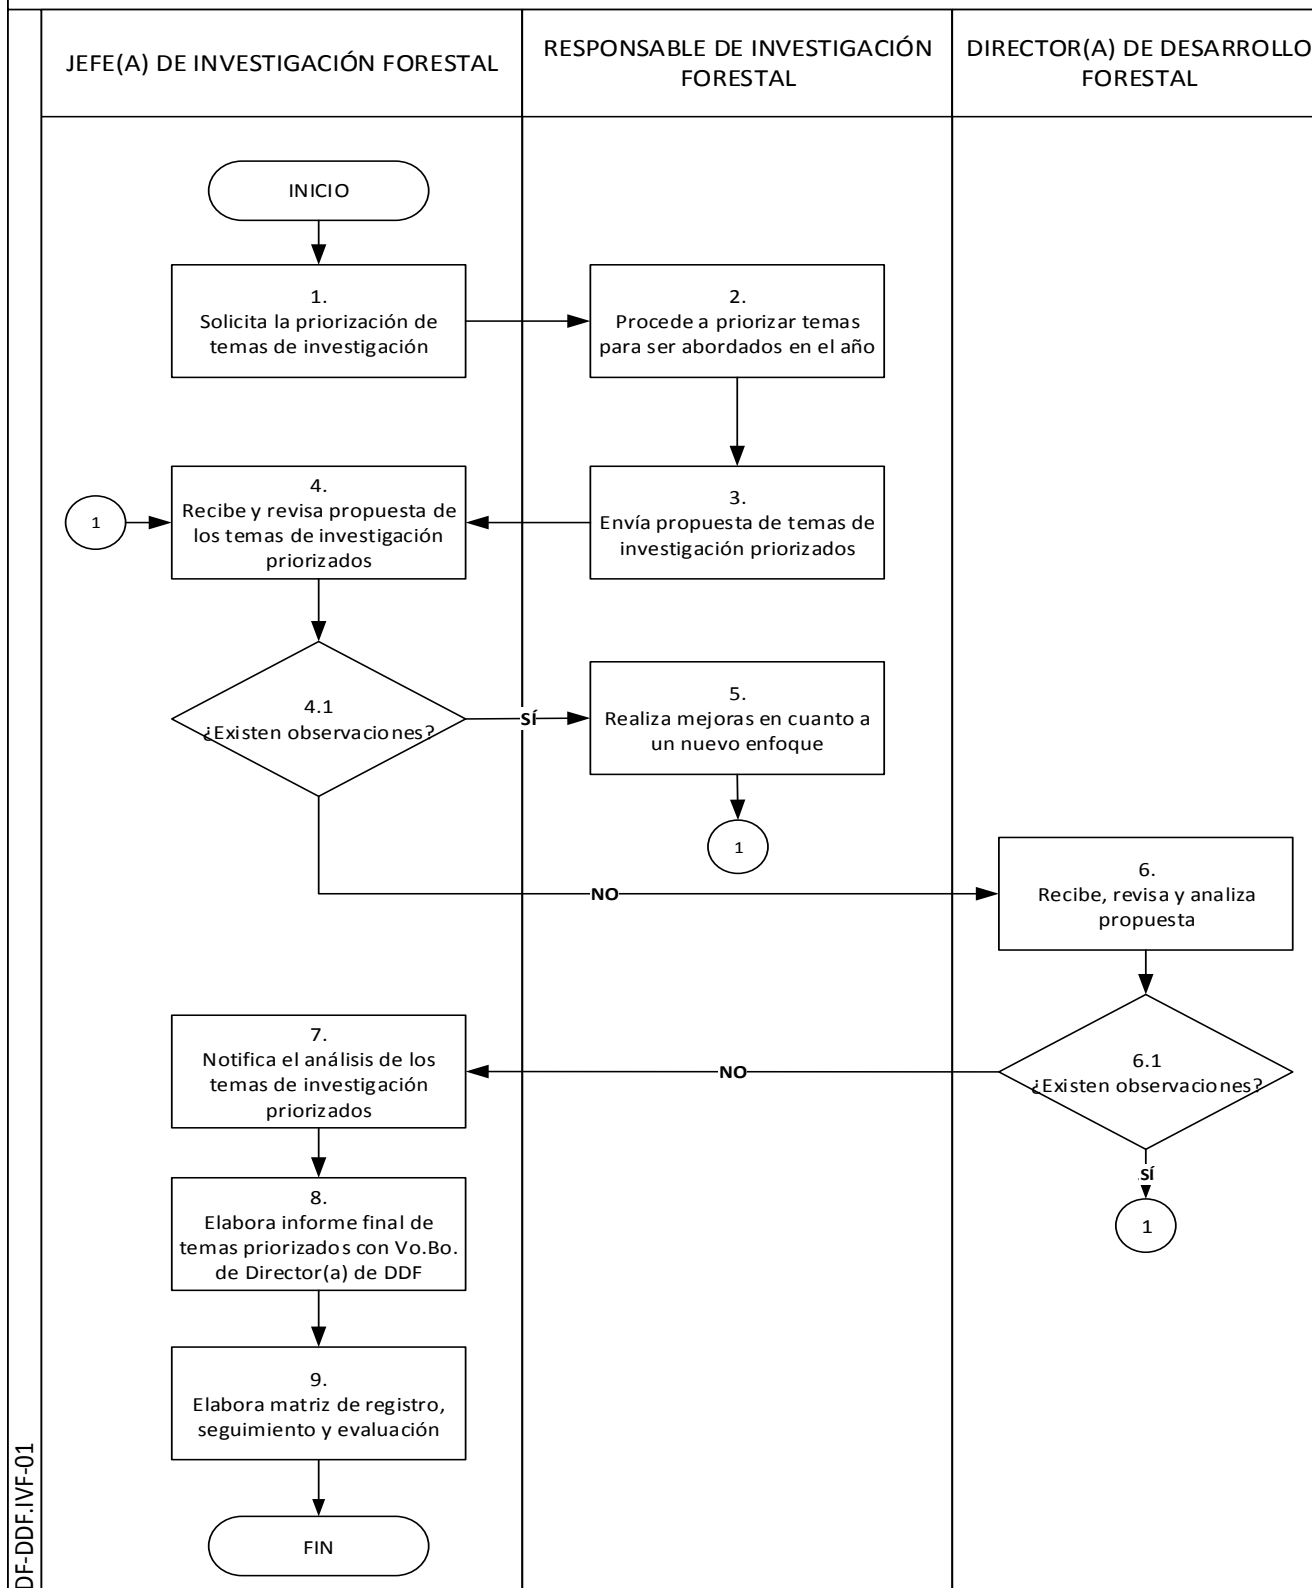 JEFE(A) DE INVESTIGACIÓN FORESTAL
RESPONSABLE DE INVESTIGACIÓN
FORESTAL
DIRECTOR(A) DE DESARROLLO
FORESTAL
INICIO
1.
Solicita la priorización de
temas de investigación
2.
Procede a priorizar temas
para ser abordados en el año
3.
Envía propuesta de temas de
investigación priorizados
4.
Recibe y revisa propuesta de
los temas de investigación
priorizados
1
4.1
¿Existen observaciones?
SÍ
5.
Realiza mejoras en cuanto a
un nuevo enfoque
1
NO
6.
Recibe, revisa y analiza
propuesta
6.1
¿Existen observaciones?
NO
SÍ
1
7.
Notifica el análisis de los
temas de investigación
priorizados
8.
Elabora informe final de
temas priorizados con Vo.Bo.
de Director(a) de DDF
9.
Elabora matriz de registro,
seguimiento y evaluación
FIN
DF-DDF.IVF-01